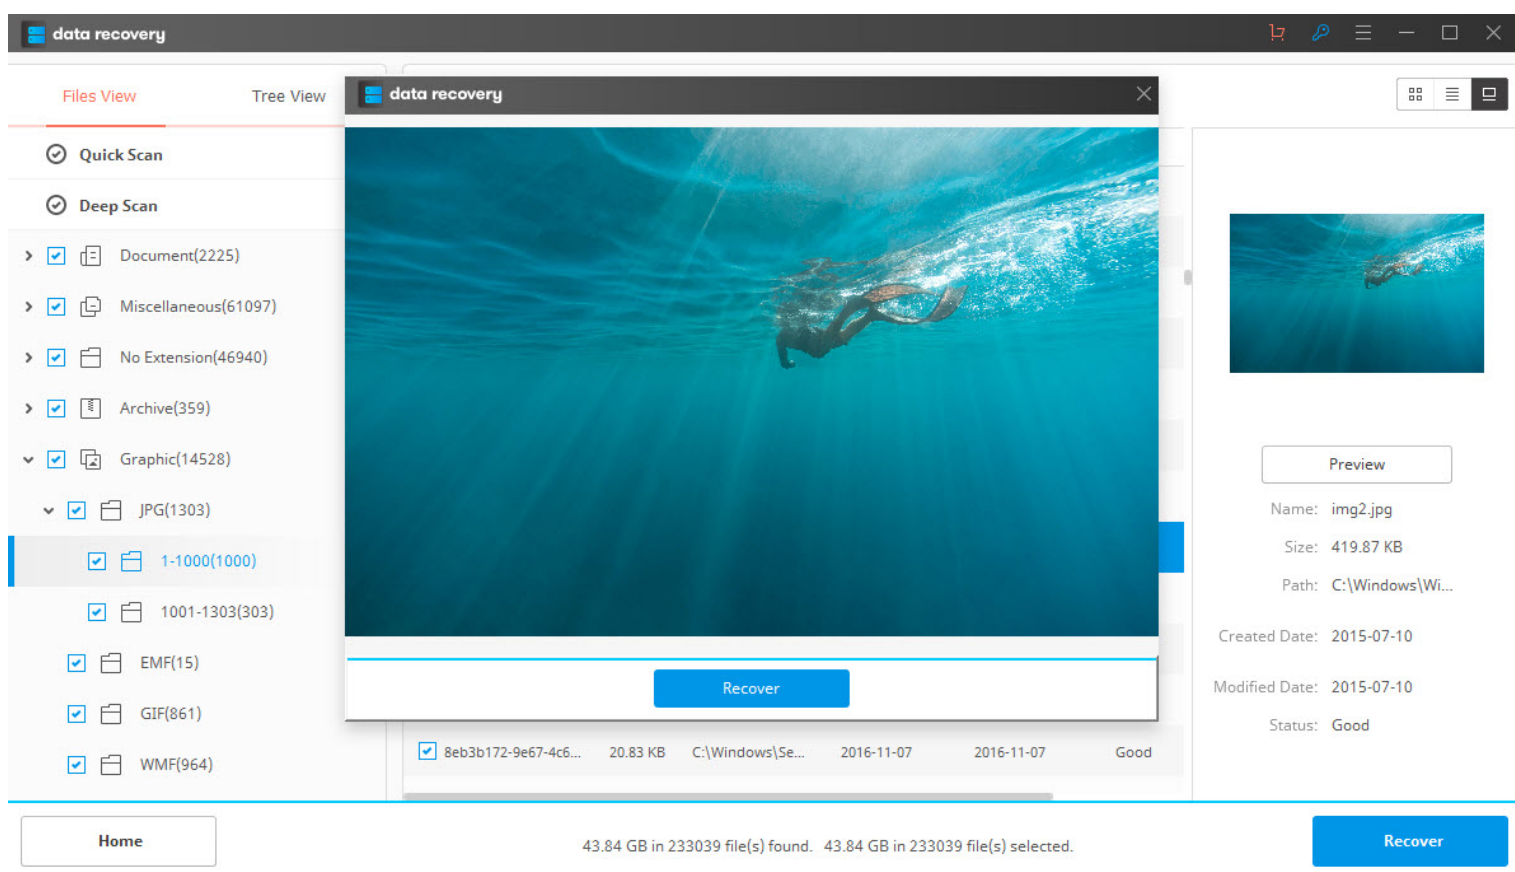 data recovery
Files View
Tree View
Quick Scan
Deep Scan
Document(2225)
Miscellaneous(61097)
No Extension(46940)
Archive(359)
Graphic(14528)
JPG(1303)
1-1000(1000)
1001-1303(303)
EMF(15)
GIF(861)
WMF(964)
data recovery
Recover
8eb3b172-9e67-4c6... 20.83 KB C:\Windows\Se... 2016-11-07 2016-11-07 Good
Preview
Name: img2.jpg
Size: 419.87 KB
Path: C:\Windows\Wi...
Created Date: 2015-07-10
Modified Date: 2015-07-10
Status: Good
Home
43.84 GB in 233039 file(s) found. 43.84 GB in 233039 file(s) selected.
Recover